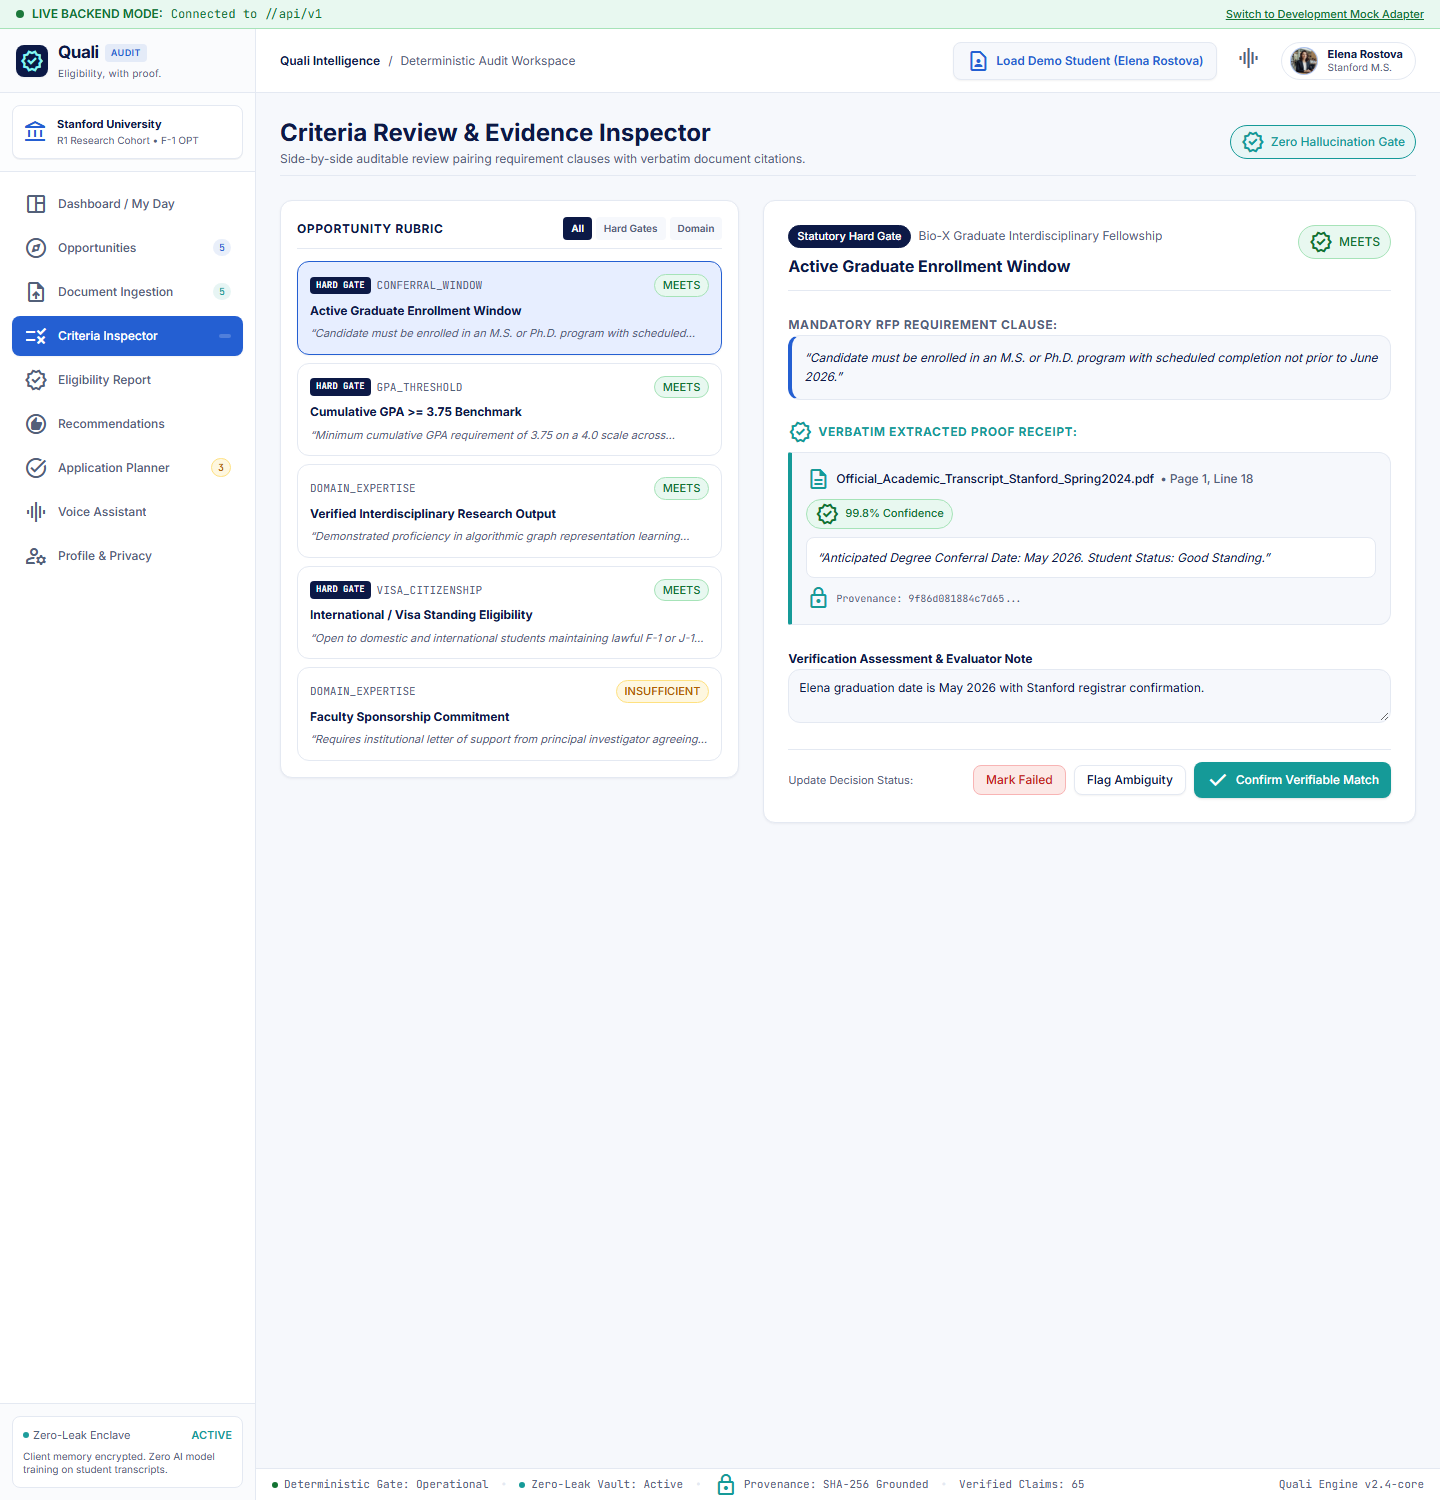 LIVE BACKEND MODE: Connected to //api/v1
Switch to Development Mock Adapter
Quali AUDIT
Eligibility, with proof.
Quali Intelligence / Deterministic Audit Workspace
Load Demo Student (Elena Rostova)
Elena Rostova
Stanford M.S.
Stanford University
R1 Research Cohort • F-1 OPT
Dashboard / My Day
Opportunities 5
Document Ingestion 5
Criteria Inspector
Eligibility Report
Recommendations
Application Planner 3
Voice Assistant
Profile & Privacy
Zero-Leak Enclave ACTIVE
Client memory encrypted. Zero AI model
training on student transcripts.
Criteria Review & Evidence Inspector
Side-by-side auditable review pairing requirement clauses with verbatim document citations.
Zero Hallucination Gate
OPPORTUNITY RUBRIC
All Hard Gates Domain
HARD GATE CONFERRAL_WINDOW MEETS
Active Graduate Enrollment Window
“Candidate must be enrolled in an M.S. or Ph.D. program with scheduled...
HARD GATE GPA_THRESHOLD MEETS
Cumulative GPA >= 3.75 Benchmark
“Minimum cumulative GPA requirement of 3.75 on a 4.0 scale across...
DOMAIN_EXPERTISE MEETS
Verified Interdisciplinary Research Output
“Demonstrated proficiency in algorithmic graph representation learning...
HARD GATE VISA_CITIZENSHIP MEETS
International / Visa Standing Eligibility
“Open to domestic and international students maintaining lawful F-1 or J-1...
DOMAIN_EXPERTISE INSUFFICIENT
Faculty Sponsorship Commitment
“Requires institutional letter of support from principal investigator agreeing...
Statutory Hard Gate Bio-X Graduate Interdisciplinary Fellowship
MEETS
Active Graduate Enrollment Window
MANDATORY RFP REQUIREMENT CLAUSE:
“Candidate must be enrolled in an M.S. or Ph.D. program with scheduled completion not prior to June
2026.”
VERBATIM EXTRACTED PROOF RECEIPT:
Official_Academic_Transcript_Stanford_Spring2024.pdf • Page 1, Line 18
99.8% Confidence
“Anticipated Degree Conferral Date: May 2026. Student Status: Good Standing.”
Provenance: 9f86d081884c7d65...
Verification Assessment & Evaluator Note
Elena graduation date is May 2026 with Stanford registrar confirmation.
Update Decision Status: Mark Failed Flag Ambiguity Confirm Verifiable Match
Deterministic Gate: Operational • Zero-Leak Vault: Active • Provenance: SHA-256 Grounded • Verified Claims: 65
Quali Engine v2.4-core